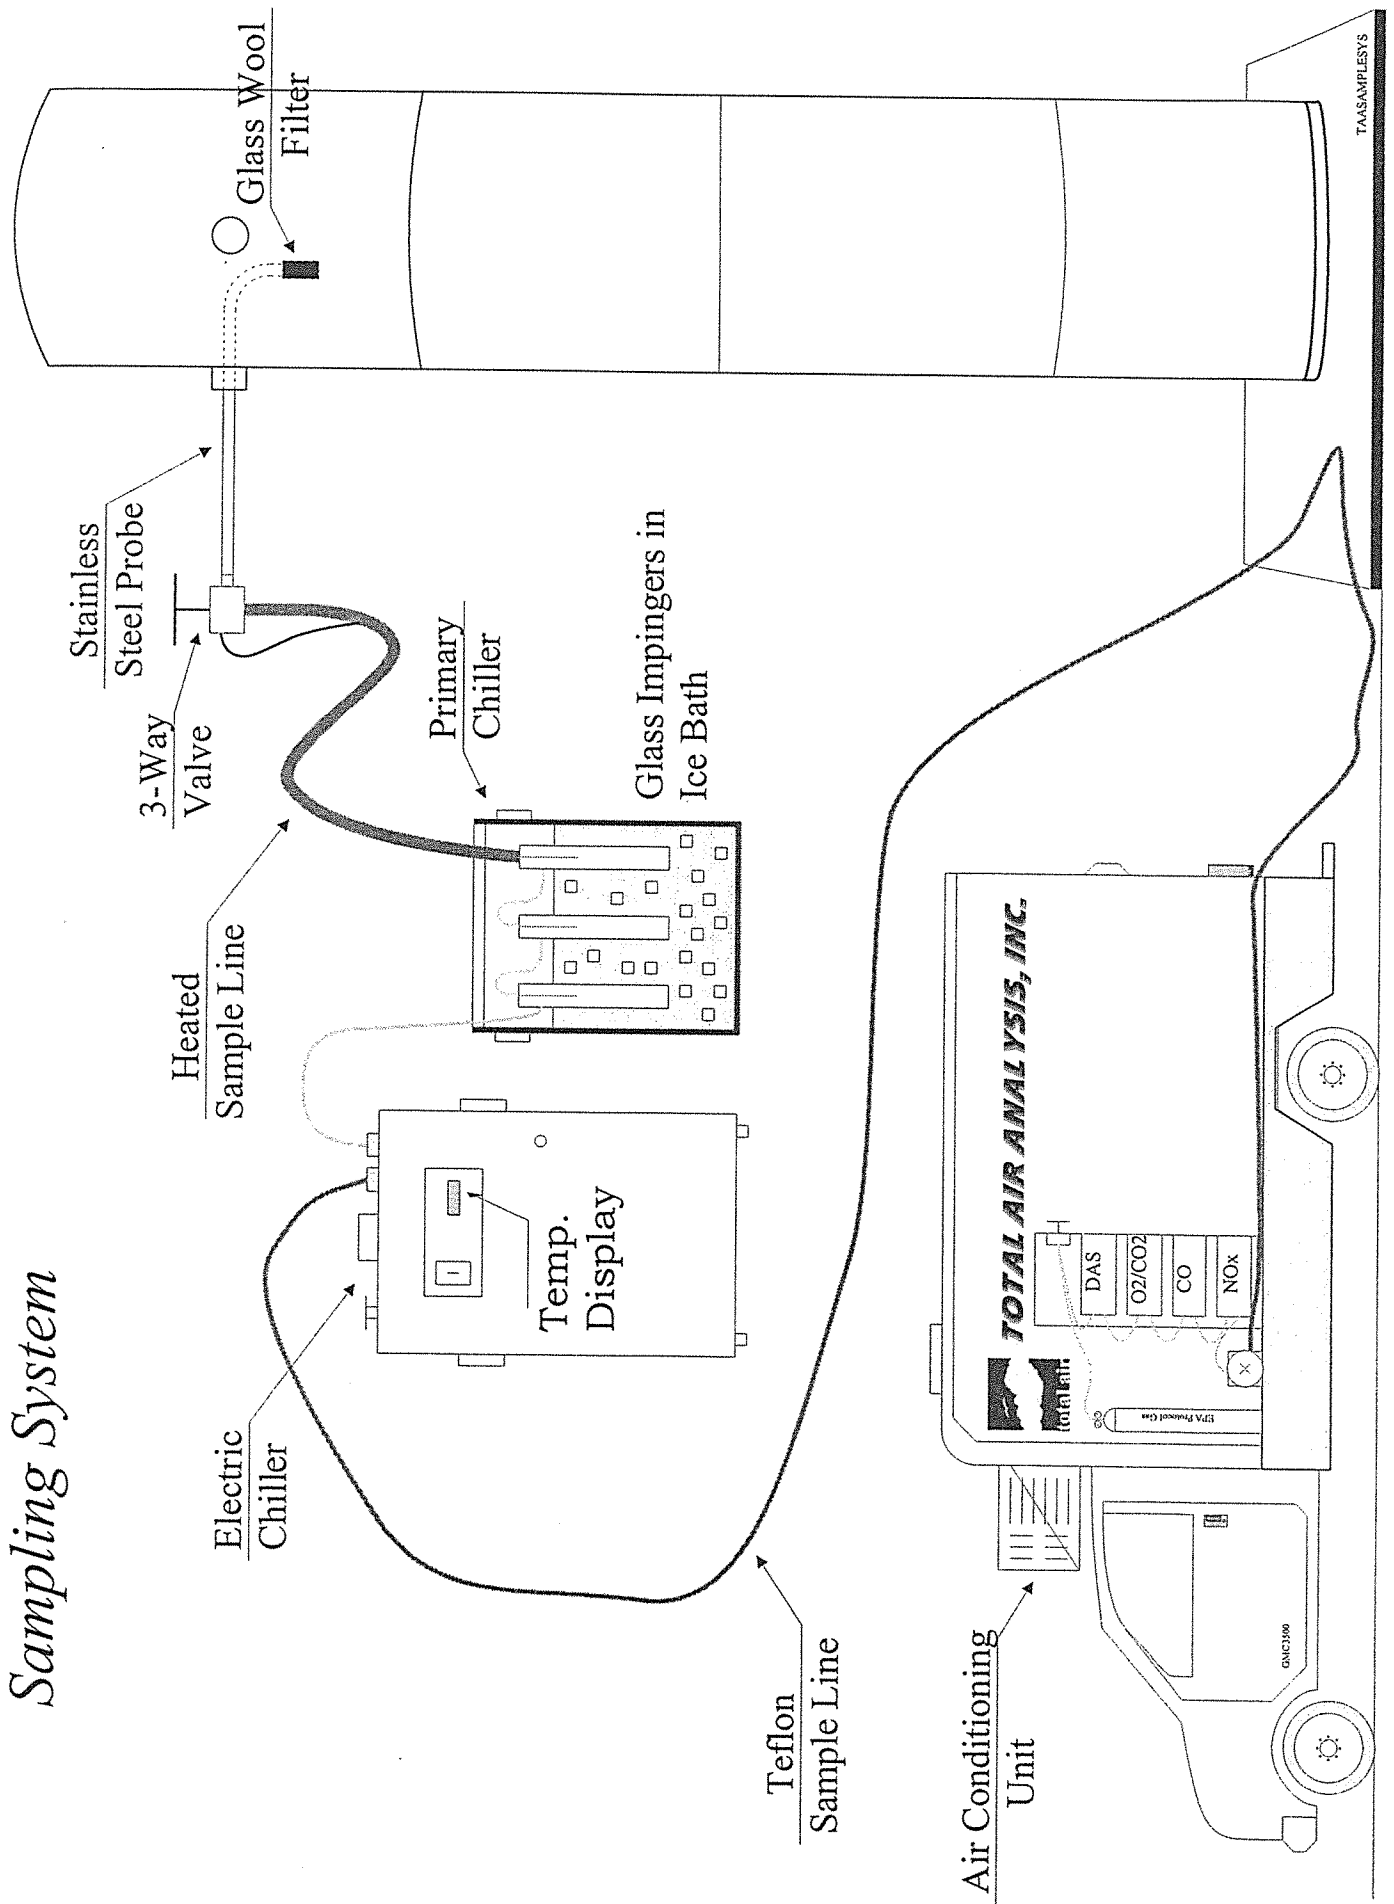 Sampling System
Glass Wool
Filter
Stainless
Steel Probe
3-Way
Valve
Heated
Sample Line
Primary
Chiller
Glass Impingers in
Ice Bath
Electric
Chiller
Temp.
Display
Teflon
Sample Line
Air Conditioning
Unit
TOTAL AIR ANALYSIS, INC.
total air
DAS
O2/CO2
CO
NOx
EPA Protocol Gas
GMC3500
TAASAMPLESYS